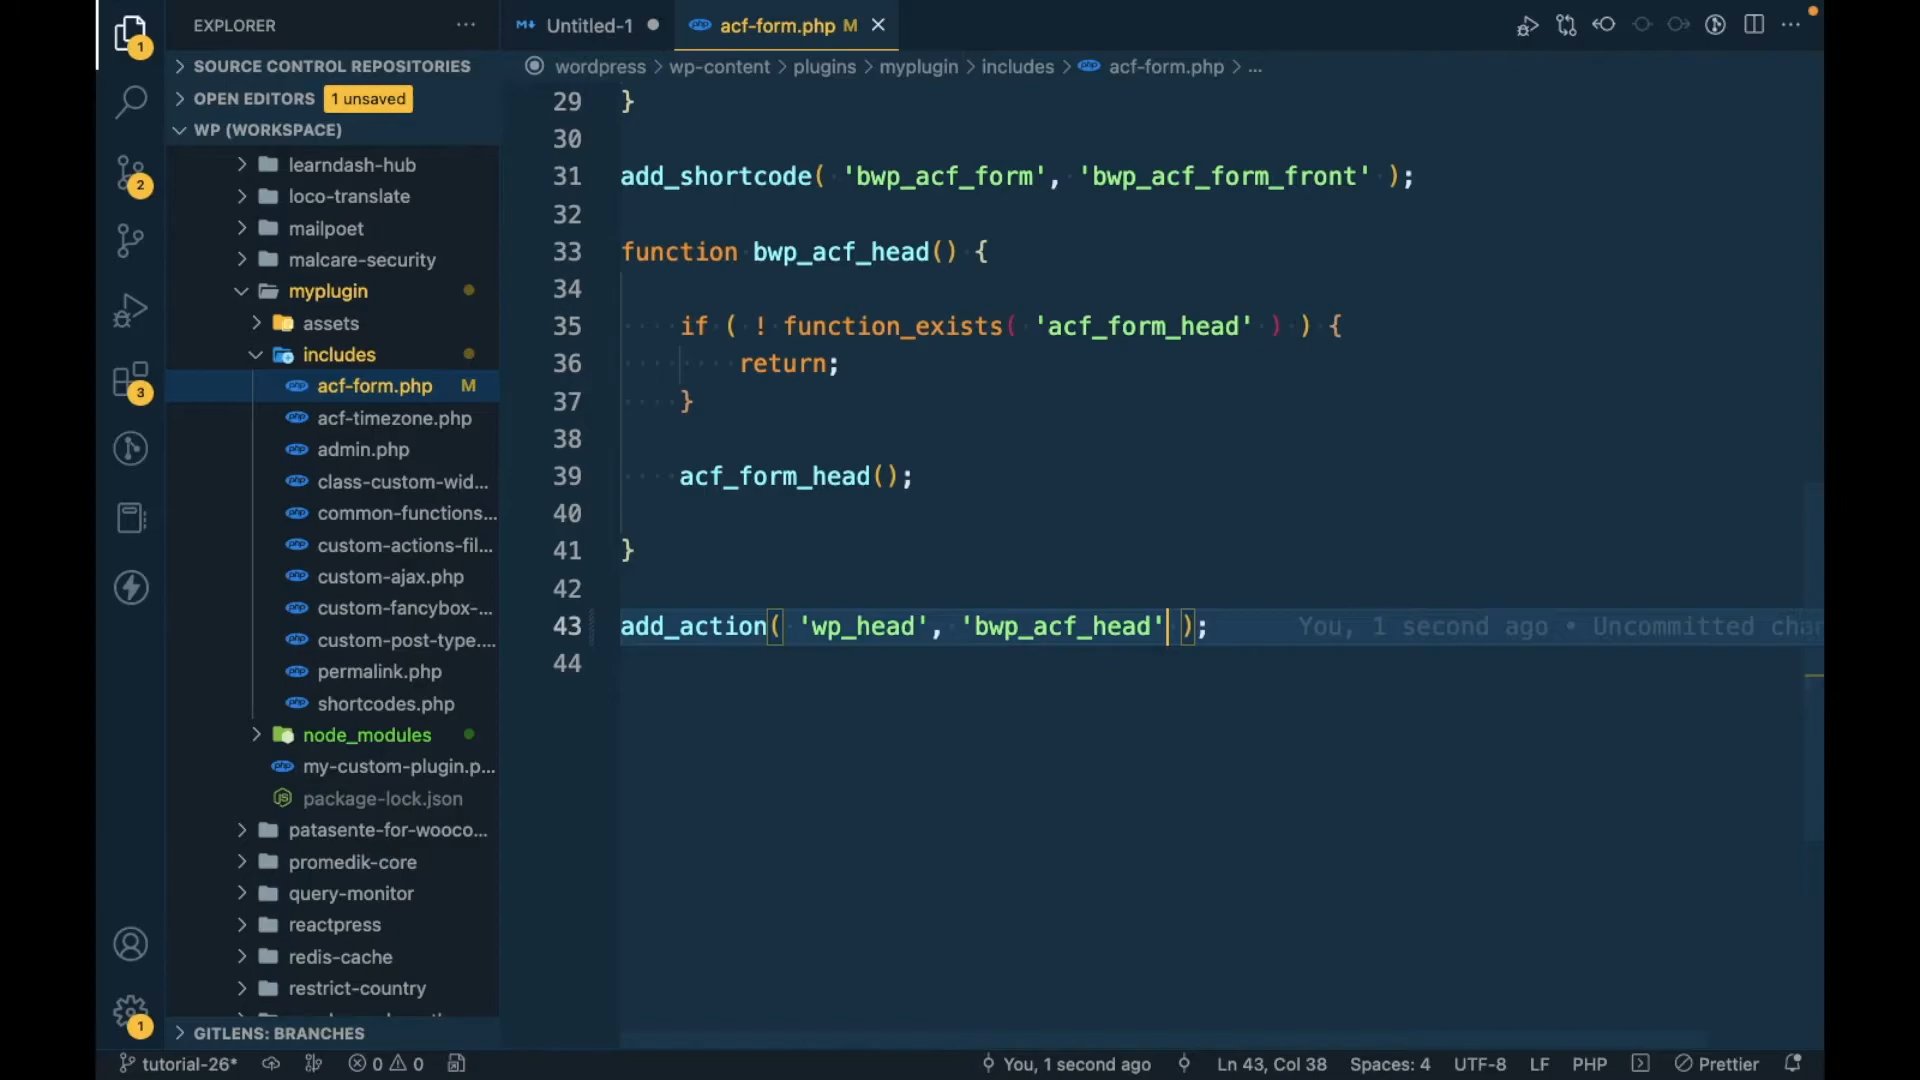 EXPLORER
Untitled-1
acf-form.php M
SOURCE CONTROL REPOSITORIES
wordpress > wp-content > plugins > myplugin > includes > acf-form.php > ...
OPEN EDITORS 1 unsaved
WP (WORKSPACE)
learndash-hub
loco-translate
mailpoet
malcare-security
myplugin
assets
includes
acf-form.php M
acf-timezone.php
admin.php
class-custom-wid...
common-functions...
custom-actions-fil...
custom-ajax.php
custom-fancybox-...
custom-post-type....
permalink.php
shortcodes.php
node_modules
my-custom-plugin.p...
package-lock.json
patasente-for-wooco...
promedik-core
query-monitor
reactpress
redis-cache
restrict-country
GITLENS: BRANCHES
1
2
3
1
29 }
30
31 add_shortcode( 'bwp_acf_form', 'bwp_acf_form_front' );
32
33 function bwp_acf_head() {
34
35 if ( ! function_exists( 'acf_form_head' ) ) {
36 return;
37 }
38
39 acf_form_head();
40
41 }
42
43 add_action( 'wp_head', 'bwp_acf_head' ); You, 1 second ago • Uncommitted
44
tutorial-26* 0 0 You, 1 second ago Ln 43, Col 38 Spaces: 4 UTF-8 LF PHP Prettier